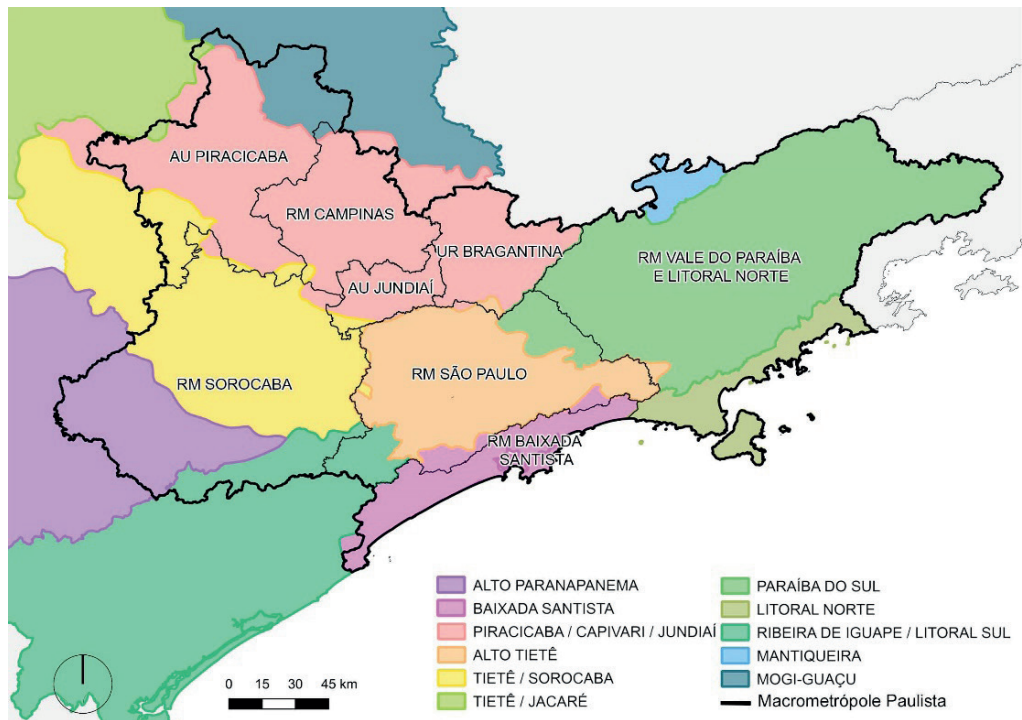 AU PIRACICABA
RM CAMPINAS
UR BRAGANTINA
RM VALE DO PARAÍBA
E LITORAL NORTE
AU JUNDIAÍ
RM SÃO PAULO
RM SOROCABA
RM BAIXADA
SANTISTA
ALTO PARANAPANEMA
BAIXADA SANTISTA
PIRACICABA / CAPIVARI / JUNDIAÍ
ALTO TIETÊ
TIETÊ / SOROCABA
TIETÊ / JACARÉ
PARAÍBA DO SUL
LITORAL NORTE
RIBEIRA DE IGUAPE / LITORAL SUL
MANTIQUEIRA
MOGI-GUAÇU
Macrometrópole Paulista
0 15 30 45 km